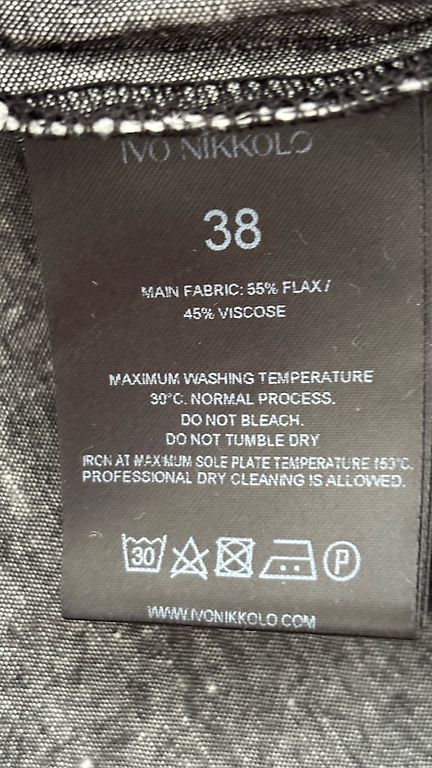 IVO NIKKOLO
38
MAIN FABRIC: 55% FLAX /
45% VISCOSE
MAXIMUM WASHING TEMPERATURE
30°C. NORMAL PROCESS.
DO NOT BLEACH.
DO NOT TUMBLE DRY
IRON AT MAXIMUM SOLE PLATE TEMPERATURE 150°C.
PROFESSIONAL DRY CLEANING IS ALLOWED.
30 P
WWW.IVONIKKOLO.COM